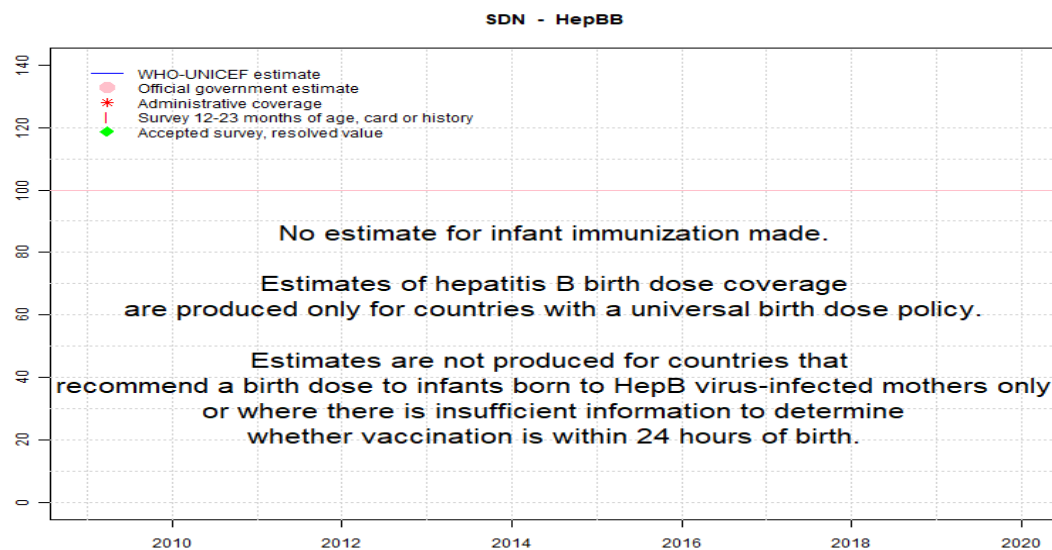 SDN - HepBB
WHO-UNICEF estimate
Official government estimate
Administrative coverage
Survey 12-23 months of age, card or history
Accepted survey, resolved value
No estimate for infant immunization made.
Estimates of hepatitis B birth dose coverage
are produced only for countries with a universal birth dose policy.
Estimates are not produced for countries that
recommend a birth dose to infants born to HepB virus-infected mothers only
or where there is insufficient information to determine
whether vaccination is within 24 hours of birth.
140
120
100
80
60
40
20
0
2010 2012 2014 2016 2018 2020